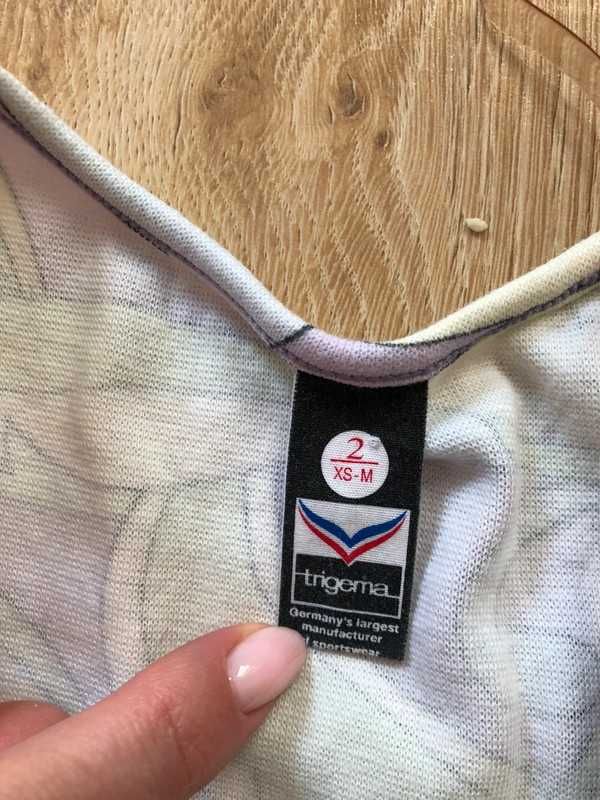 2
XS-M
trigema
Germany's largest
manufacturer
sportswear